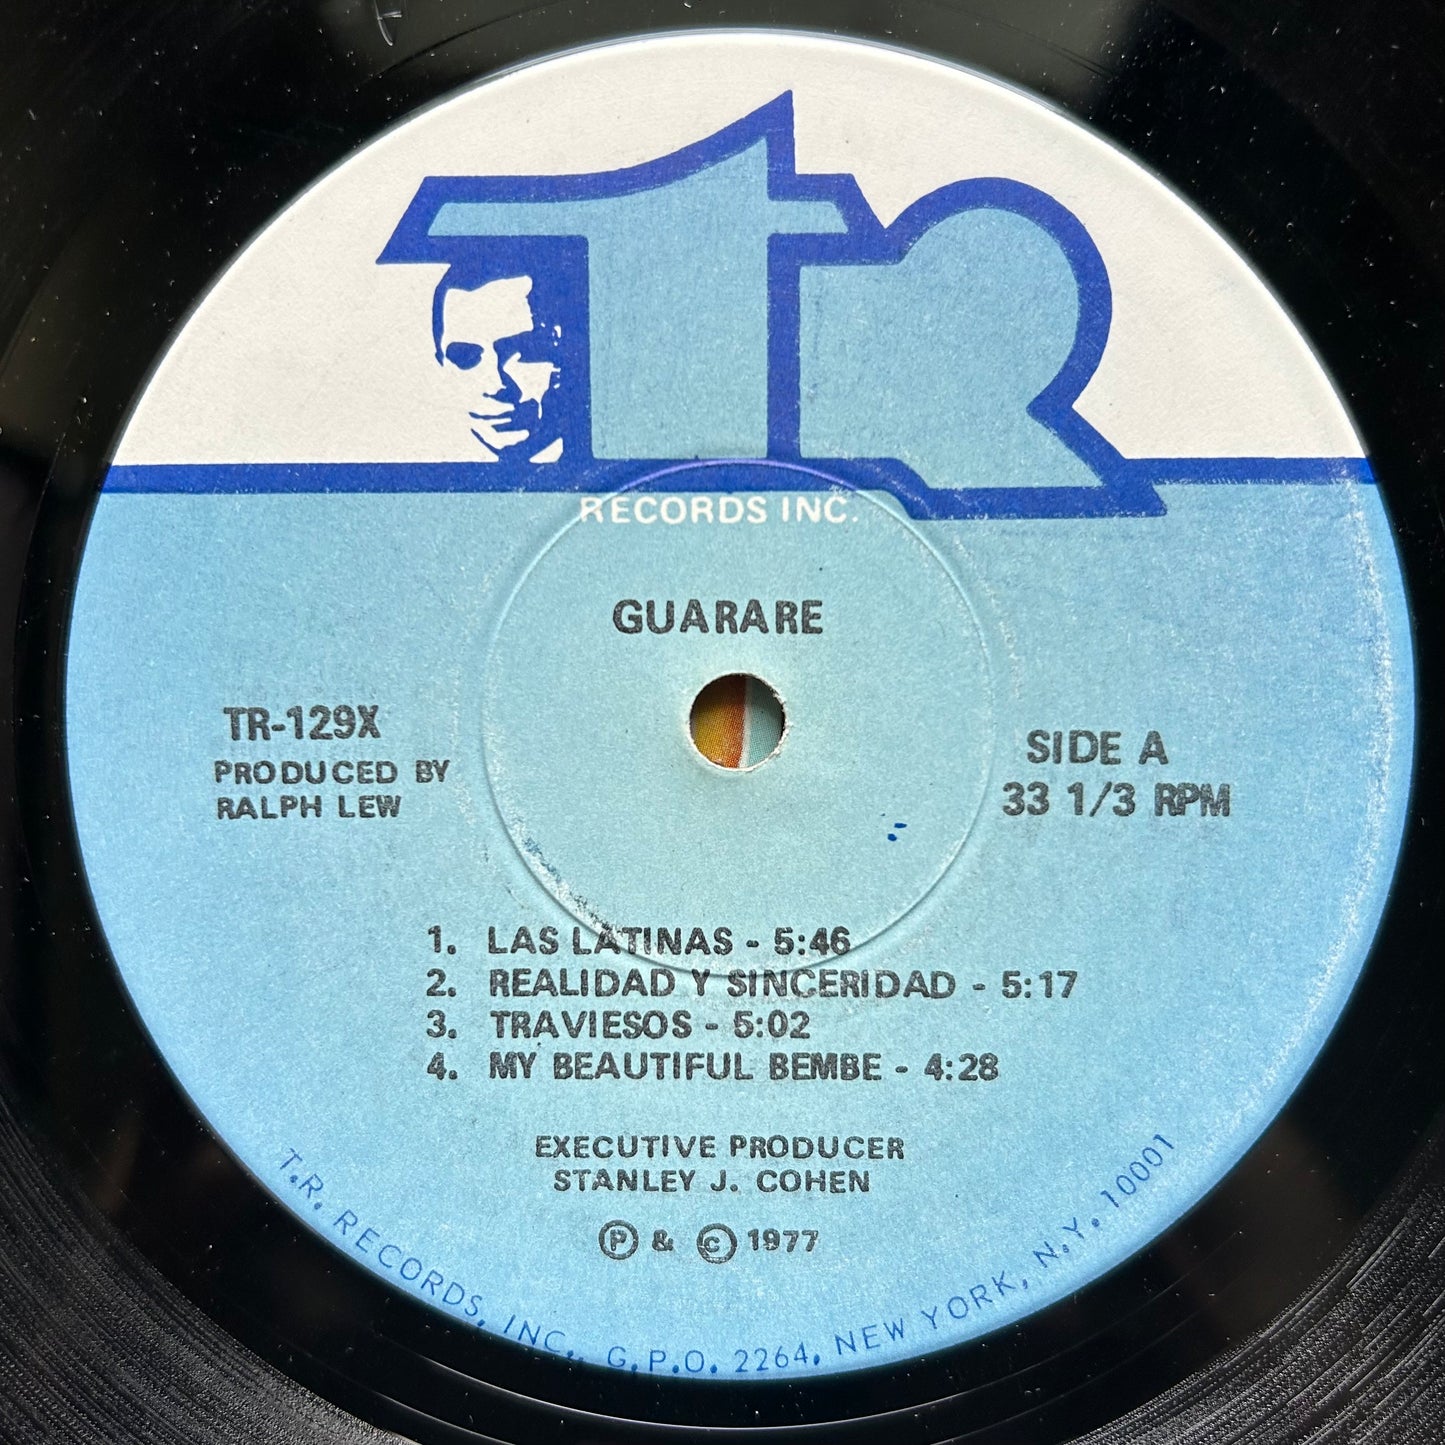 TR
RECORDS INC.
GUARARE
TR-129X
PRODUCED BY
RALPH LEW
SIDE A
33 1/3 RPM
1. LAS LATINAS - 5:46
2. REALIDAD Y SINCERIDAD - 5:17
3. TRAVIESOS - 5:02
4. MY BEAUTIFUL BEMBE - 4:28
EXECUTIVE PRODUCER
STANLEY J. COHEN
Ⓟ & © 1977
T.R. RECORDS, INC., G.P.O. 2264, NEW YORK, N.Y. 10001